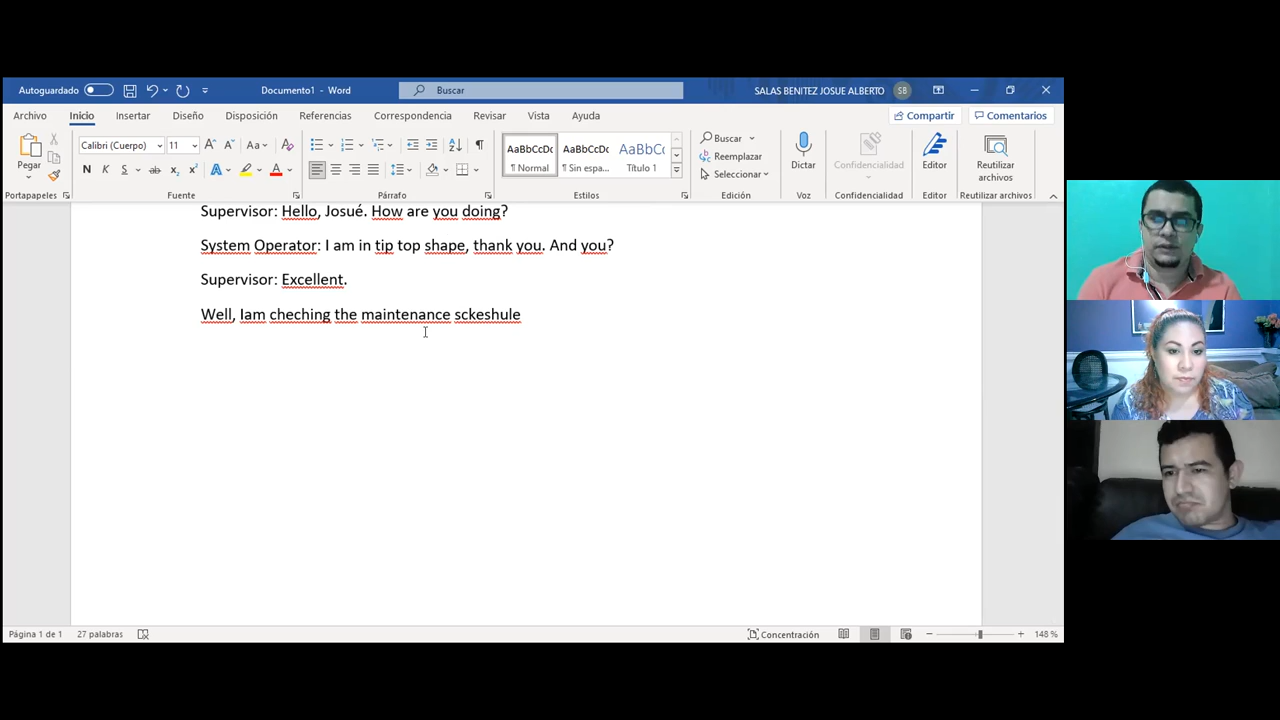 Autoguardado
Documento1 - Word
Buscar
SALAS BENITEZ JOSUE ALBERTO
SB
Archivo
Inicio
Insertar
Diseño
Disposición
Referencias
Correspondencia
Revisar
Vista
Ayuda
Compartir
Comentarios
Pegar
Portapapeles
Calibri (Cuerpo)
11
A A Aa
N K S ab x₂ x²
A A
Fuente
Párrafo
AaBbCcDc
¶ Normal
AaBbCcDc
¶ Sin espa...
AaBbCc
Título 1
Estilos
Buscar
Reemplazar
Seleccionar
Edición
Dictar
Voz
Confidencialidad
Confidencialidad
Editor
Editor
Reutilizar
archivos
Reutilizar archivos
Supervisor: Hello, Josué. How are you doing?
System Operator: I am in tip top shape, thank you. And you?
Supervisor: Excellent.
Well, Iam cheching the maintenance sckeshule
Página 1 de 1
27 palabras
Concentración
148 %